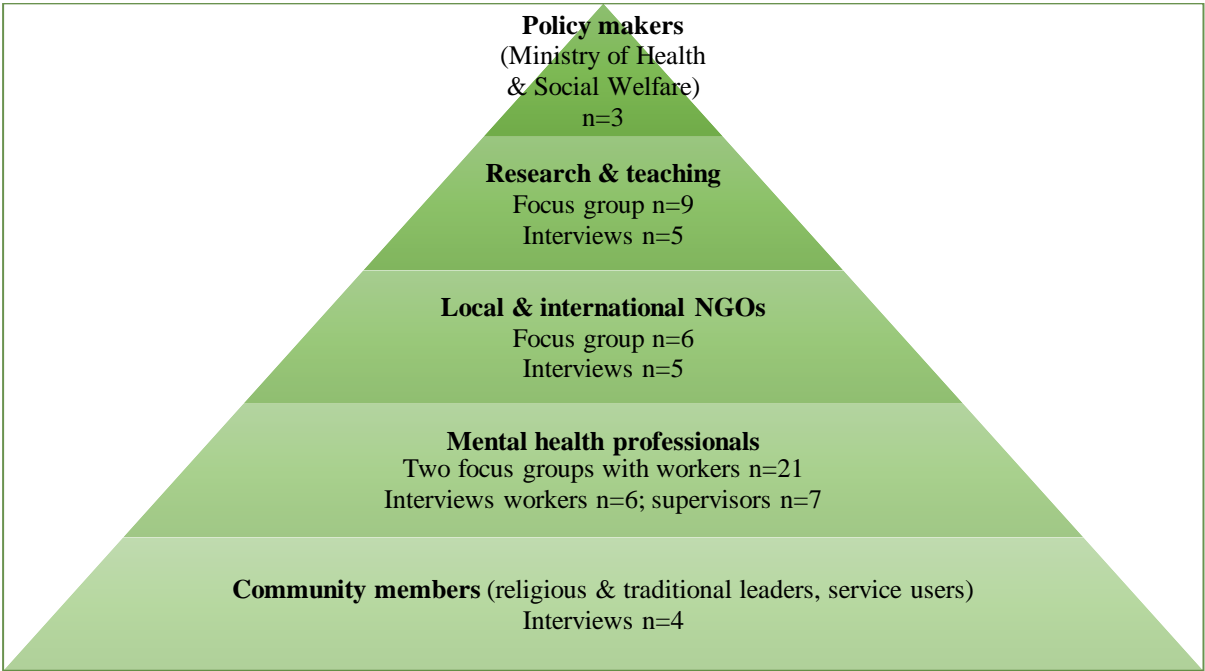 Policy makers
(Ministry of Health
& Social Welfare)
n=3
Research & teaching
Focus group n=9
Interviews n=5
Local & international NGOs
Focus group n=6
Interviews n=5
Mental health professionals
Two focus groups with workers n=21
Interviews workers n=6; supervisors n=7
Community members (religious & traditional leaders, service users)
Interviews n=4